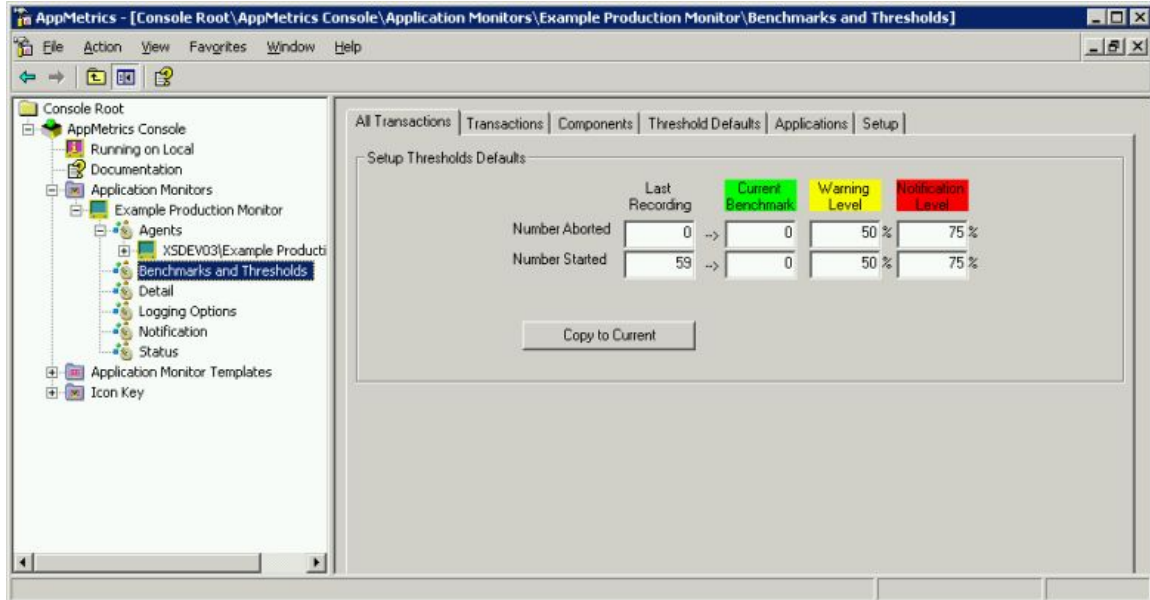 AppMetrics - [Console Root\AppMetrics Console\Application Monitors\Example Production Monitor\Benchmarks and Thresholds]
File Action View Favorites Window Help
Console Root
AppMetrics Console
Running on Local
Documentation
Application Monitors
Example Production Monitor
Agents
XSDEV03\Example Producti
Benchmarks and Thresholds
Detail
Logging Options
Notification
Status
Application Monitor Templates
Icon Key
All Transactions Transactions Components Threshold Defaults Applications Setup
Setup Thresholds Defaults
Last Recording Current Benchmark Warning Level Notification Level
Number Aborted 0 --> 0 50 % 75 %
Number Started 59 --> 0 50 % 75 %
Copy to Current